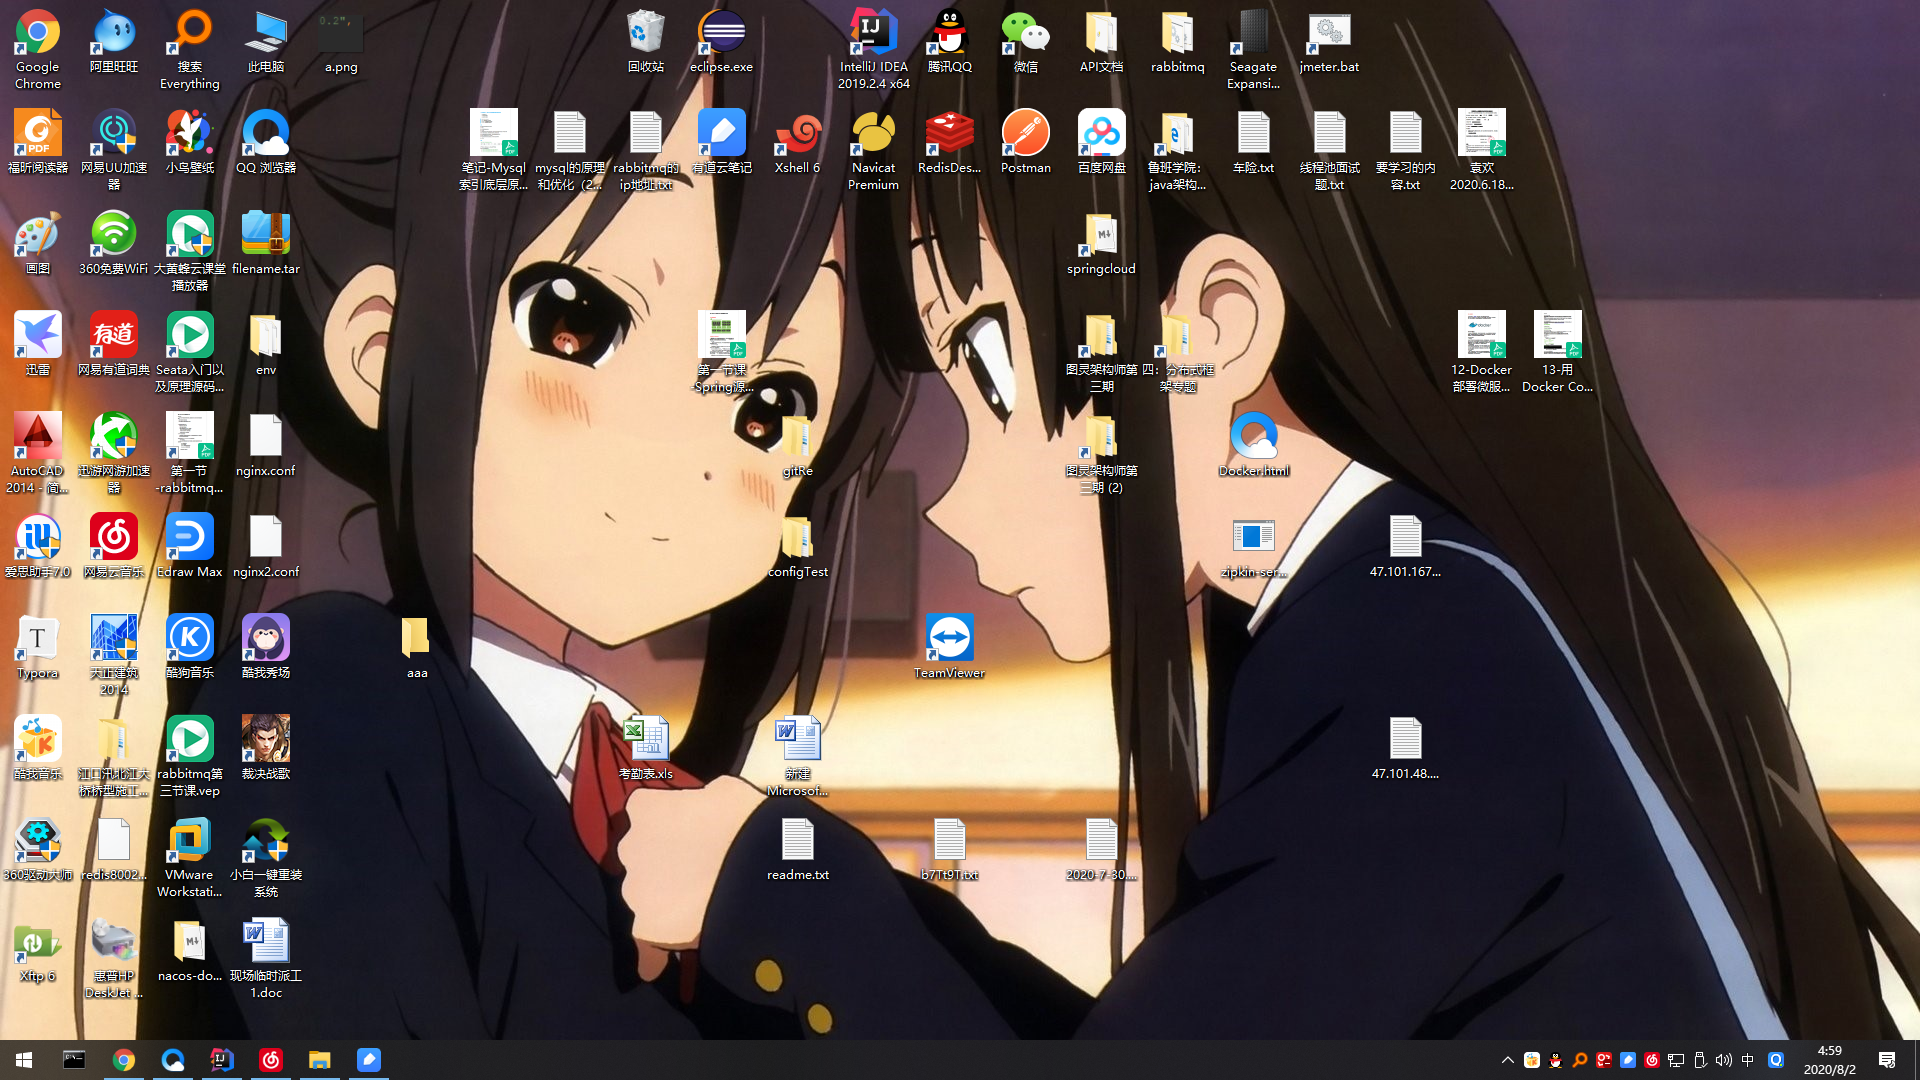 Google Chrome
阿里旺旺
搜索 Everything
此电脑
a.png
回收站
eclipse.exe
IntelliJ IDEA 2019.2.4 x64
腾讯QQ
微信
API文档
rabbitmq
Seagate Expansi...
jmeter.bat
福昕阅读器
网易UU加速器
小鸟壁纸
QQ 浏览器
笔记-Mysql索引底层原...
mysql的原理和优化（2...
rabbitmq的ip地址.txt
有道云笔记
Xshell 6
Navicat Premium
RedisDes...
Postman
百度网盘
鲁班学院：java架构...
车险.txt
线程池面试题.txt
要学习的内容.txt
袁欢 2020.6.18...
画图
360免费WiFi
大黄蜂云课堂播放器
filename.tar
springcloud
迅雷
网易有道词典
Seata入门以及原理源码...
env
第一节课-Spring源...
图灵架构师第三期
四：分布式框架专题
12-Docker部署微服...
13-用 Docker Co...
AutoCAD 2014 - 简...
迅游网游加速器
第一节-rabbitmq...
nginx.conf
gitRe
图灵架构师第三期 (2)
Docker.html
爱思助手7.0
网易云音乐
Edraw Max
nginx2.conf
configTest
zipkin-ser...
47.101.167...
Typora
天正建筑 2014
酷狗音乐
酷我秀场
aaa
TeamViewer
酷我音乐
江口汛北江大桥桥型施工...
rabbitmq第三节课.vep
裁决战歌
考勤表.xls
新建 Microsof...
47.101.48....
360驱动大师
redis8002...
VMware Workstati...
小白一键重装系统
readme.txt
b7Tt9T.txt
2020-7-30....
Xftp 6
惠普HP DeskJet ...
nacos-do...
现场临时派工1.doc
中
4:59
2020/8/2